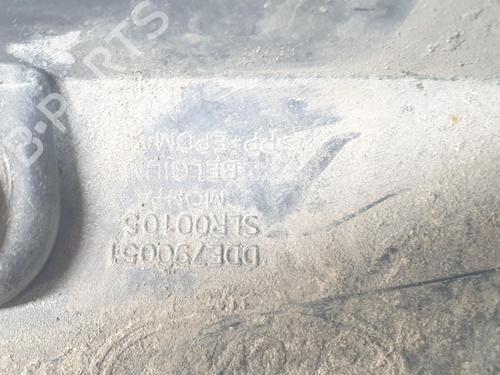 B-PARTS
DDE790051
SLR00105
BELGIUM
PP+EPDM